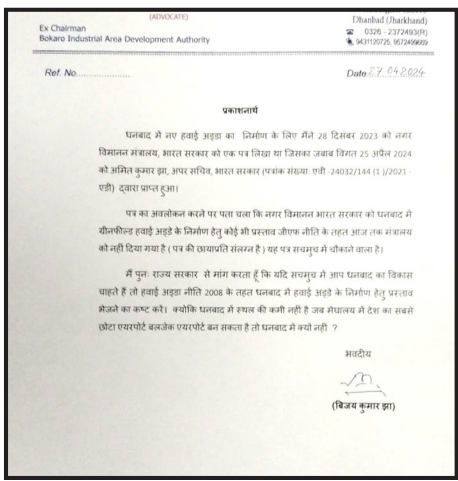 (ADVOCATE)
Ex Chairman
Bokaro Industrial Area Development Authority
Dhanbad (Jharkhand)
0326 - 2372493(R)
9431120725, 9572499669
Ref. No....................
Date 27.04.2024
प्रकाशनार्थ
धनबाद में नए हवाई अड्डा का निर्माण के लिए मैंने 28 दिसंबर 2023 को नगर
विमानन मंत्रालय, भारत सरकार को एक पत्र लिखा था जिसका जबाब विगत 25 अप्रैल 2024
को अमित कुमार झा, अपर सचिव, भारत सरकार (पत्रांक संख्याः एवी -24032/144 (1 )/2021 -
एडी) द्वारा प्राप्त हुआ।
पत्र का अवलोकन करने पर पता चला कि नगर विमानन भारत सरकार को धनबाद में
ग्रीनफील्ड हवाई अड्डे के निर्माण हेतु कोई भी प्रस्ताव जीएफ नीति के तहत आज तक मंत्रालय
को नहीं दिया गया है ( पत्र की छायाप्रति संलग्न है ) यह पत्र सचमुच में चौकाने वाला है।
मैं पुनः राज्य सरकार से मांग करता हूँ कि यदि सचमुच में आप धनबाद का विकास
चाहते हैं तो हवाई अड्डा नीति 2008 के तहत धनबाद में हवाई अड्डे के निर्माण हेतु प्रस्ताव
भेजने का कष्ट करे। क्योकि धनबाद में स्थल की कमी नहीं है जब मेघालय में देश का सबसे
छोटा एयरपोर्ट बलजेक एयरपोर्ट बन सकता है तो धनबाद में क्यों नहीं ?
भवदीय
(बिजय कुमार झा)